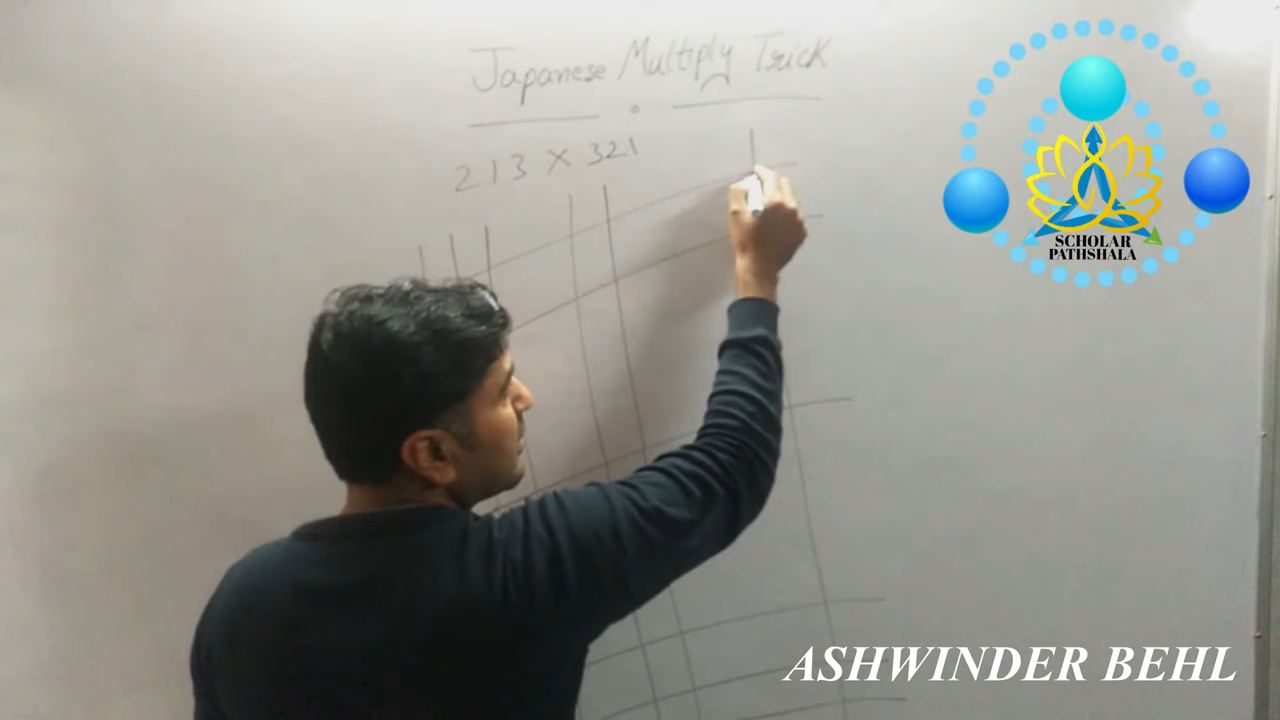 Japanese Multiply Trick
213 X 321
SCHOLAR
PATHSHALA
ASHWINDER BEHL